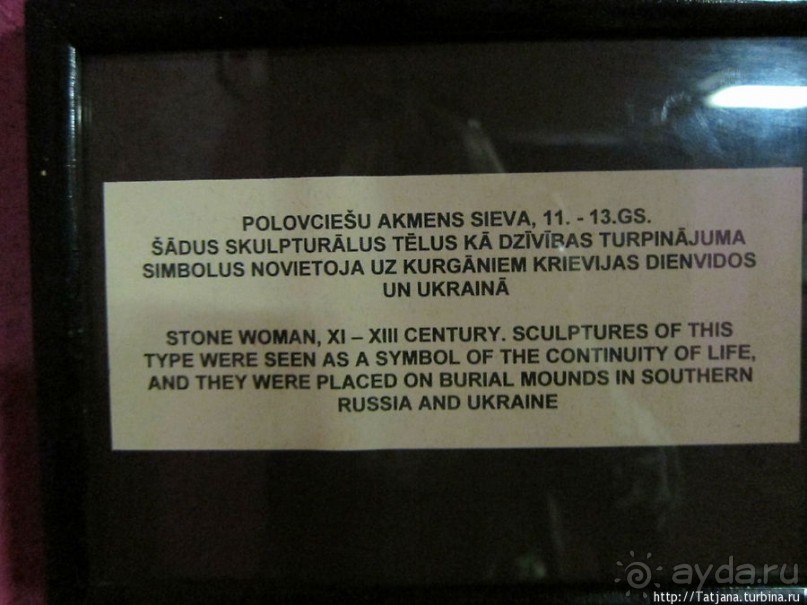 POLOVCIEŠU AKMENS SIEVA, 11. - 13.GS.
ŠĀDUS SKULPTURĀLUS TĒLUS KĀ DZĪVĪBAS TURPINĀJUMA
SIMBOLUS NOVIETOJA UZ KURGĀNIEM KRIEVIJAS DIENVIDOS
UN UKRAINĀ
STONE WOMAN, XI – XIII CENTURY. SCULPTURES OF THIS
TYPE WERE SEEN AS A SYMBOL OF THE CONTINUITY OF LIFE,
AND THEY WERE PLACED ON BURIAL MOUNDS IN SOUTHERN
RUSSIA AND UKRAINE
ayda.ru
http://Tatjana.turbina.ru